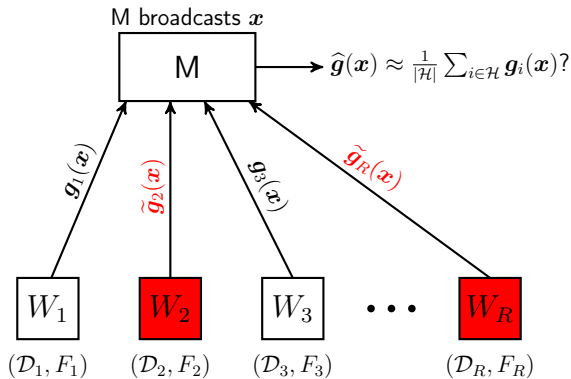 M broadcasts 𝒙
M
ĝ(𝒙) ≈ 1/|ℋ| ∑_{i∈ℋ} 𝒈_i(𝒙)?
𝒈_1(𝒙)
g̃_2(𝒙)
𝒈_3(𝒙)
g̃_R(𝒙)
W_1
W_2
W_3
• • •
W_R
(𝒟_1, F_1)
(𝒟_2, F_2)
(𝒟_3, F_3)
(𝒟_R, F_R)